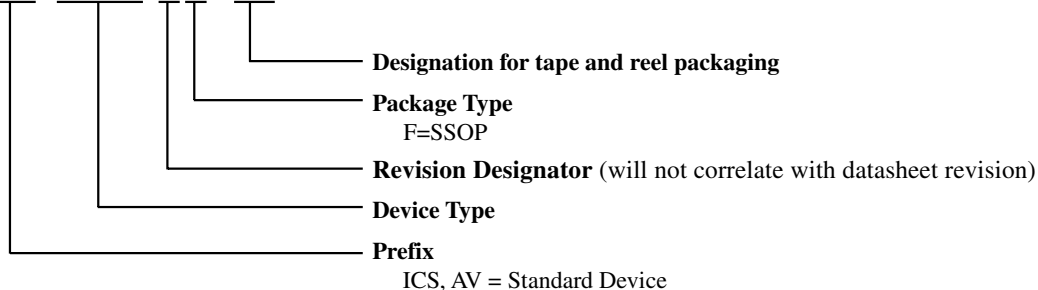 Designation for tape and reel packaging
Package Type
F=SSOP
Revision Designator (will not correlate with datasheet revision)
Device Type
Prefix
ICS, AV = Standard Device